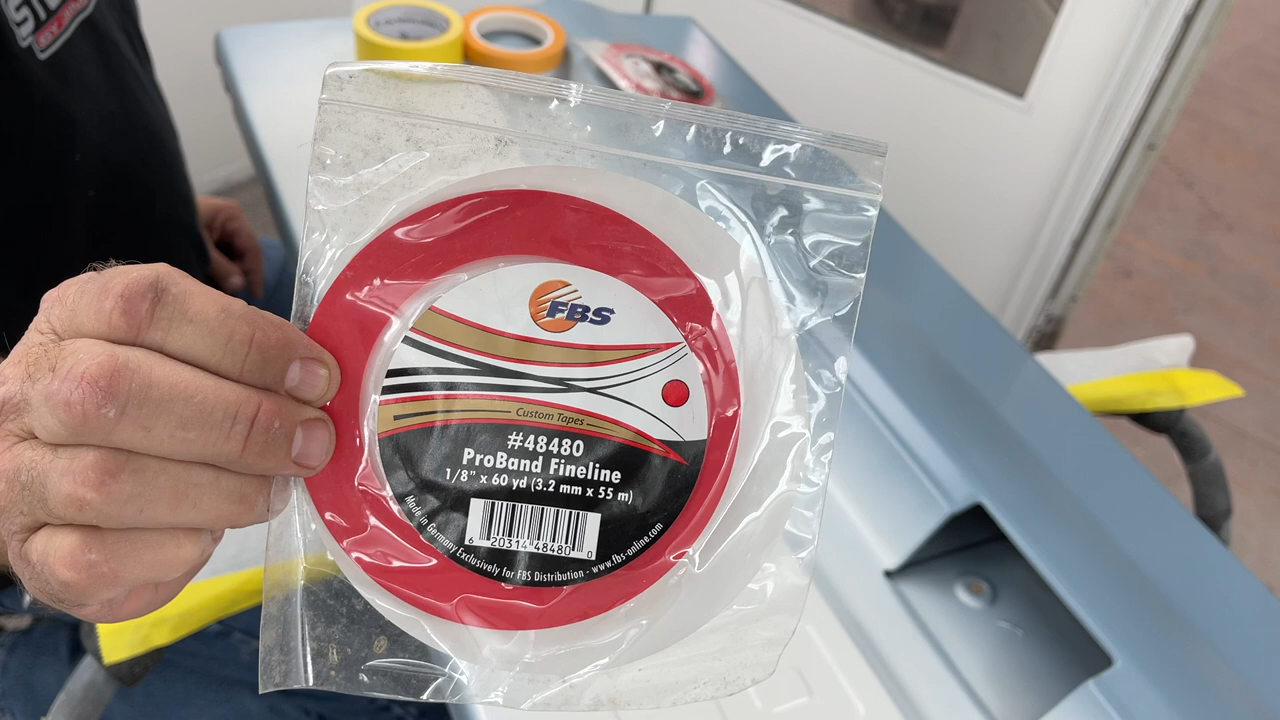 ST
FBS
Custom Tapes
#48480
ProBand Fineline
1/8" x 60 yd (3.2 mm x 55 m)
6 20314 48480 0
Made in Germany Exclusively for FBS Distribution - www.fbs-online.com